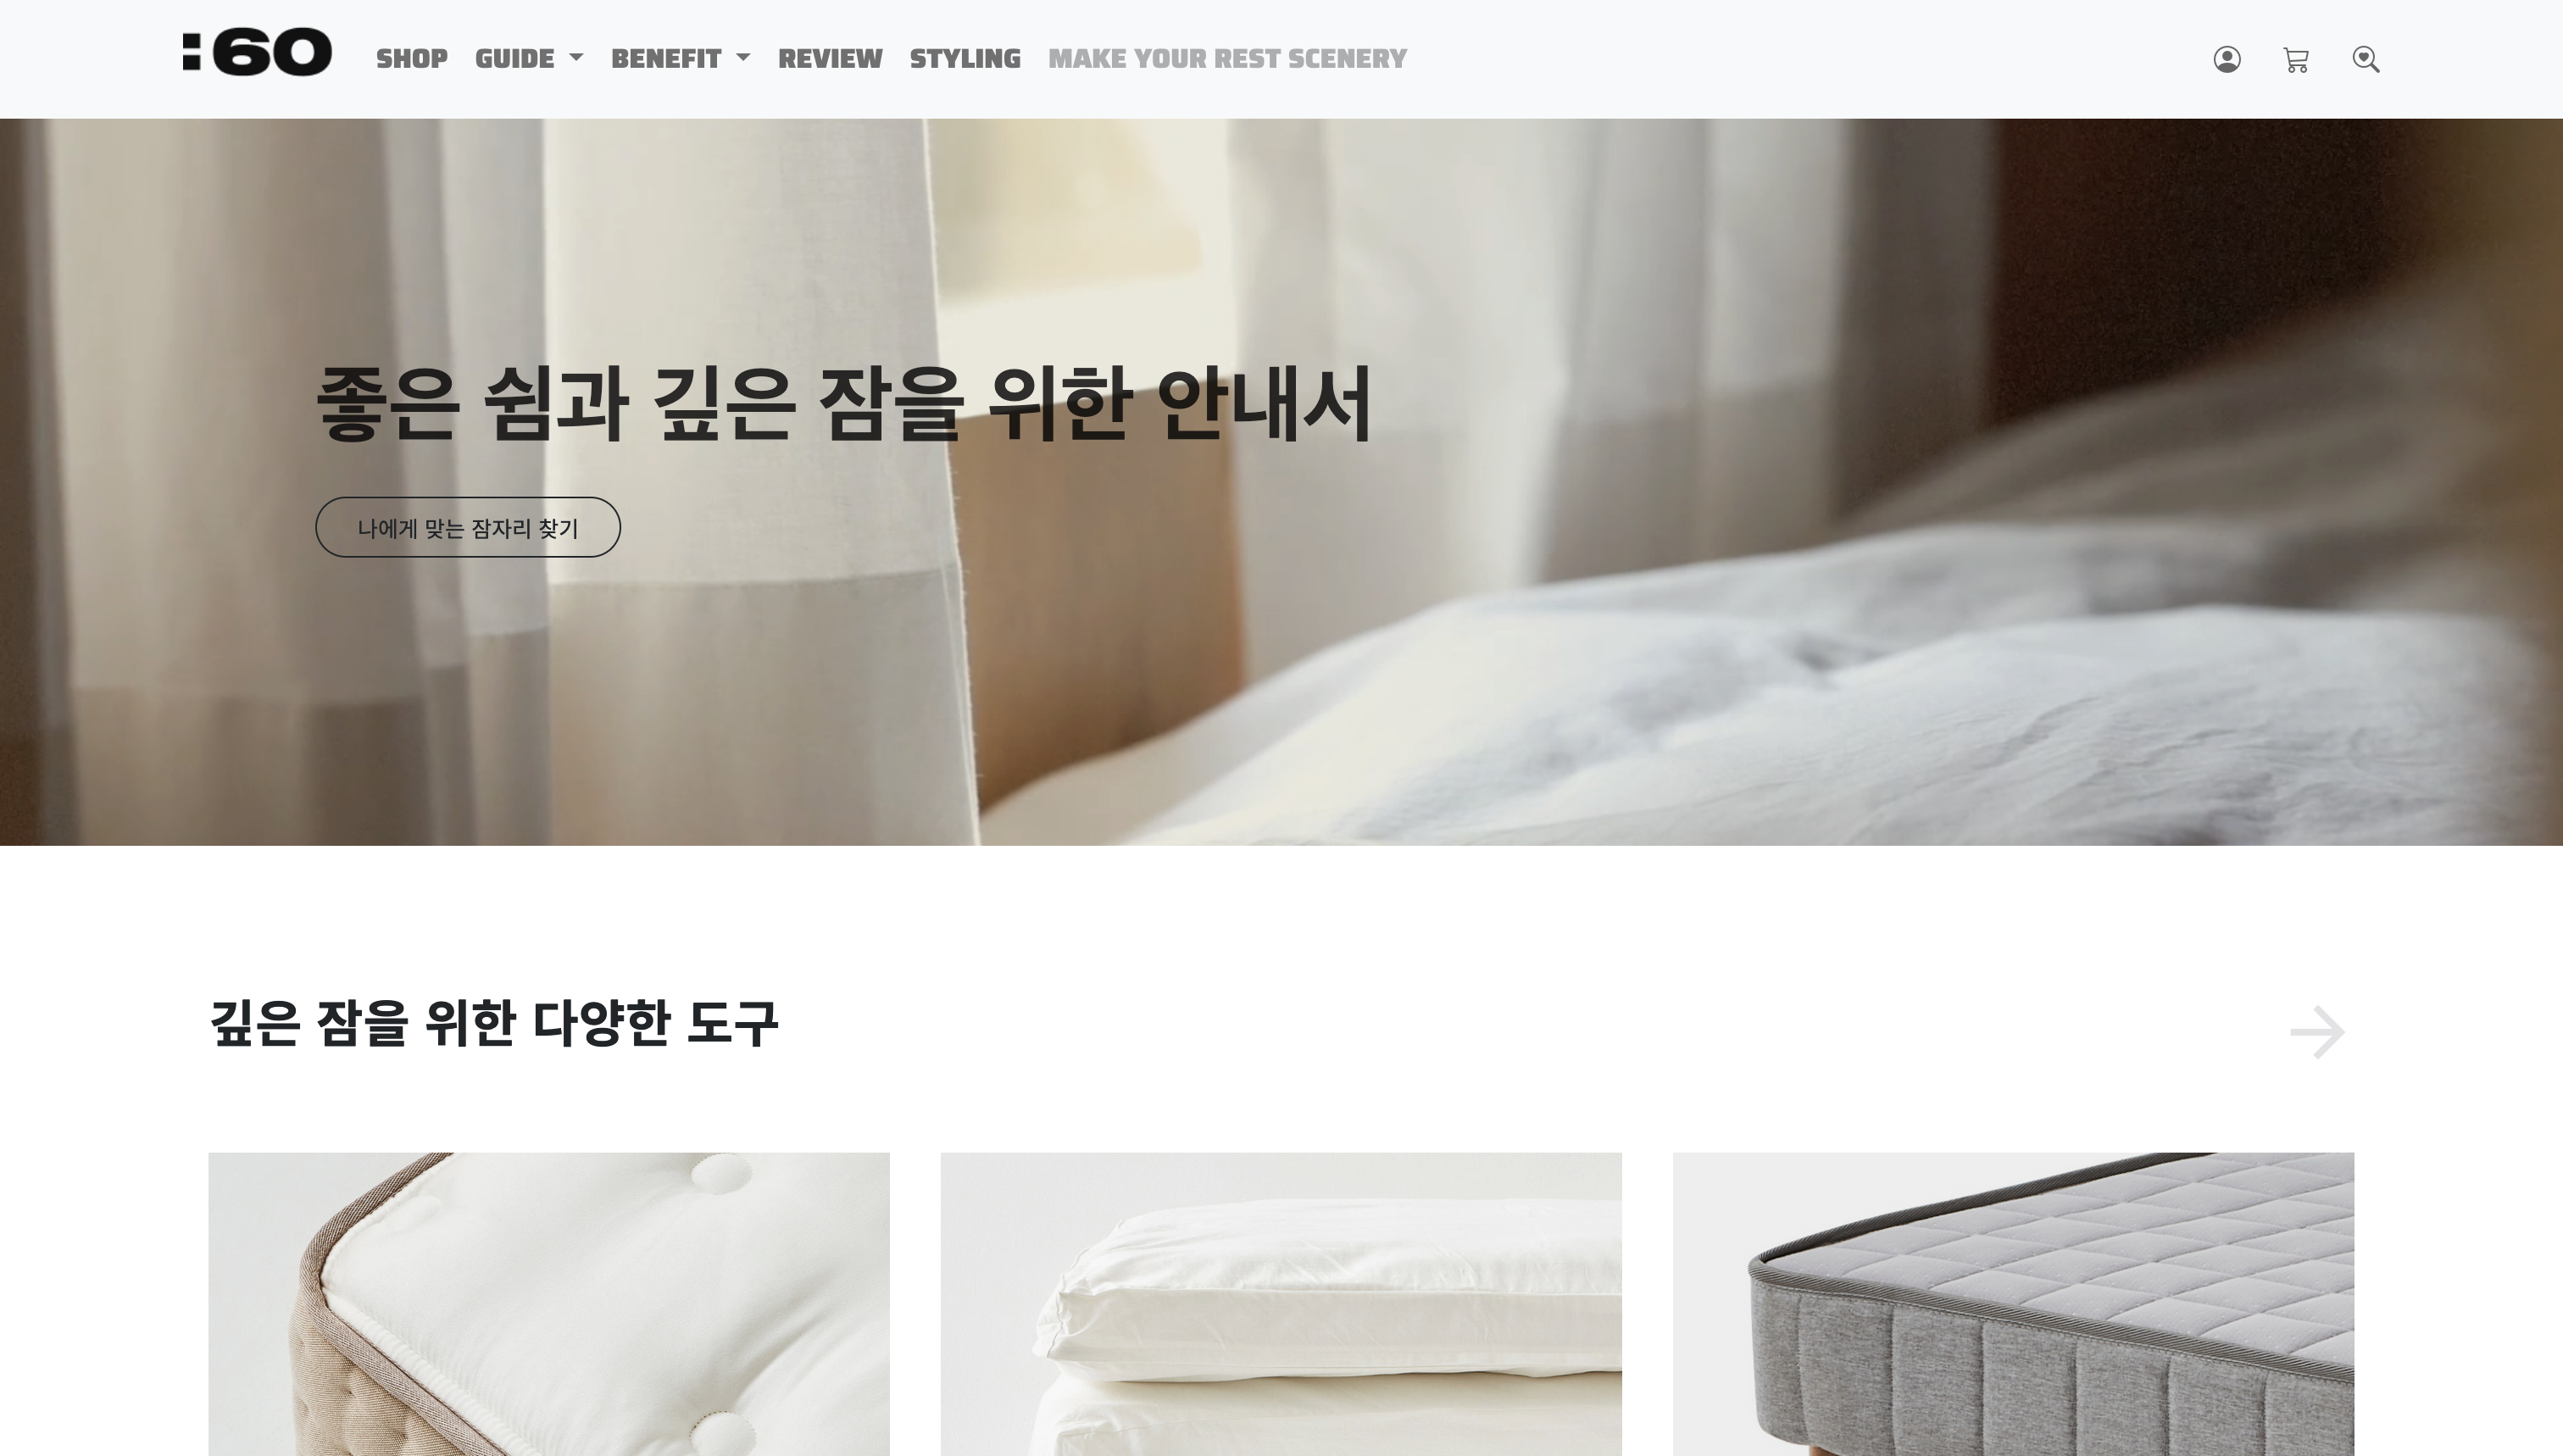 :60
SHOP GUIDE BENEFIT REVIEW STYLING MAKE YOUR REST SCENERY
좋은 쉼과 깊은 잠을 위한 안내서
나에게 맞는 잠자리 찾기
깊은 잠을 위한 다양한 도구